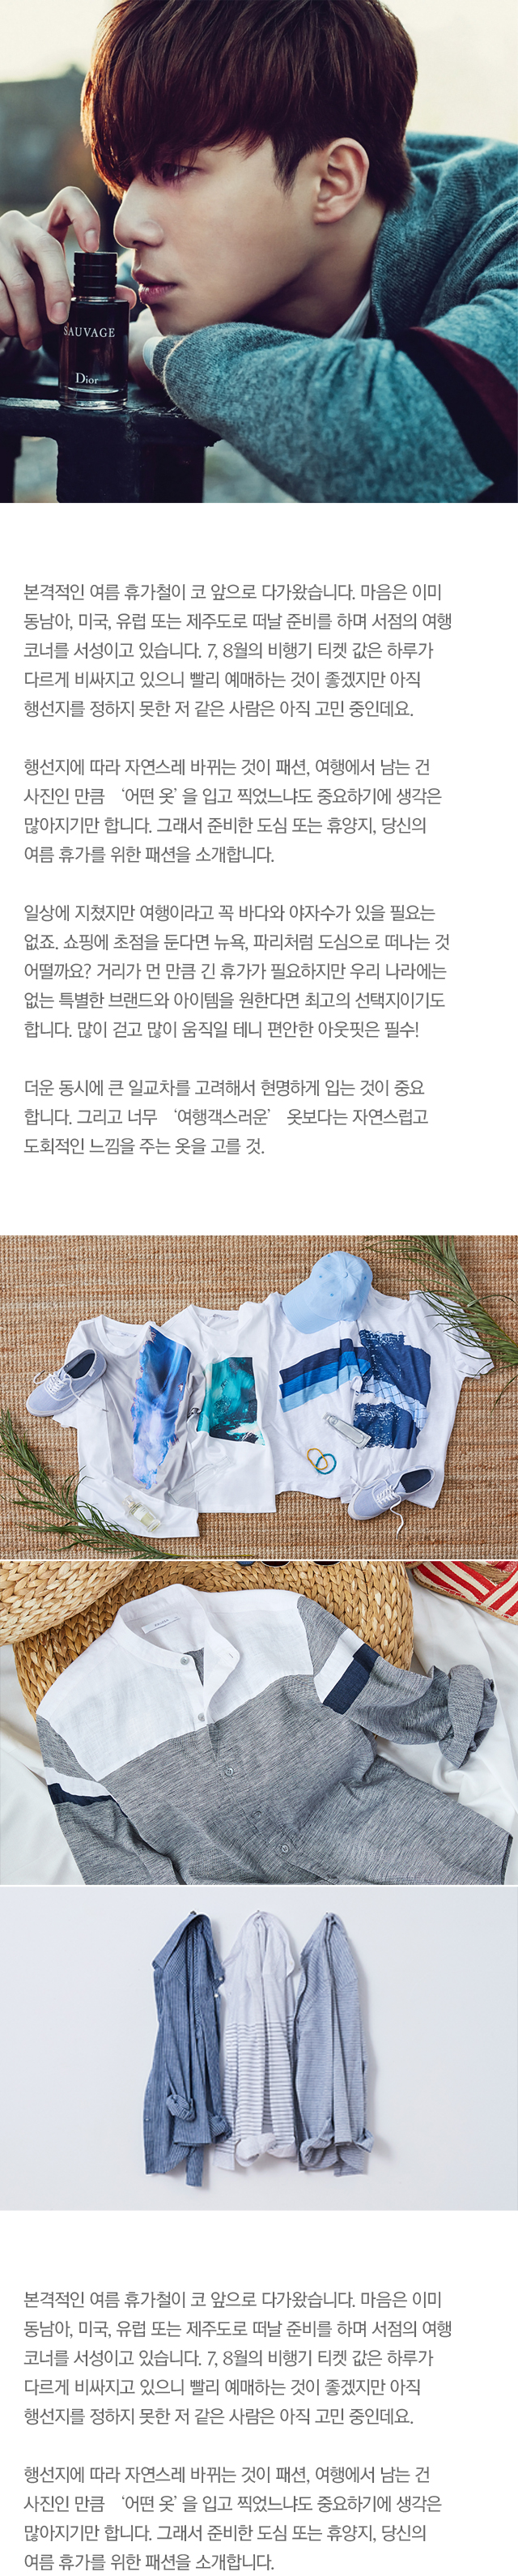 SAUVAGE
Dior
본격적인 여름 휴가철이 코 앞으로 다가왔습니다. 마음은 이미
동남아, 미국, 유럽 또는 제주도로 떠날 준비를 하며 서점의 여행
코너를 서성이고 있습니다. 7, 8월의 비행기 티켓 값은 하루가
다르게 비싸지고 있으니 빨리 예매하는 것이 좋겠지만 아직
행선지를 정하지 못한 저 같은 사람은 아직 고민 중인데요.
행선지에 따라 자연스레 바뀌는 것이 패션, 여행에서 남는 건
사진인 만큼 ‘어떤 옷’ 을 입고 찍었느냐도 중요하기에 생각은
많아지기만 합니다. 그래서 준비한 도심 또는 휴양지, 당신의
여름 휴가를 위한 패션을 소개합니다.
일상에 지쳤지만 여행이라고 꼭 바다와 야자수가 있을 필요는
없죠. 쇼핑에 초점을 둔다면 뉴욕, 파리처럼 도심으로 떠나는 것
어떨까요? 거리가 먼 만큼 긴 휴가가 필요하지만 우리 나라에는
없는 특별한 브랜드와 아이템을 원한다면 최고의 선택지이기도
합니다. 많이 걷고 많이 움직일 테니 편안한 아웃핏은 필수!
더운 동시에 큰 일교차를 고려해서 현명하게 입는 것이 중요
합니다. 그리고 너무 ‘여행객스러운’ 옷보다는 자연스럽고
도회적인 느낌을 주는 옷을 고를 것.
본격적인 여름 휴가철이 코 앞으로 다가왔습니다. 마음은 이미
동남아, 미국, 유럽 또는 제주도로 떠날 준비를 하며 서점의 여행
코너를 서성이고 있습니다. 7, 8월의 비행기 티켓 값은 하루가
다르게 비싸지고 있으니 빨리 예매하는 것이 좋겠지만 아직
행선지를 정하지 못한 저 같은 사람은 아직 고민 중인데요.
행선지에 따라 자연스레 바뀌는 것이 패션, 여행에서 남는 건
사진인 만큼 ‘어떤 옷’ 을 입고 찍었느냐도 중요하기에 생각은
많아지기만 합니다. 그래서 준비한 도심 또는 휴양지, 당신의
여름 휴가를 위한 패션을 소개합니다.